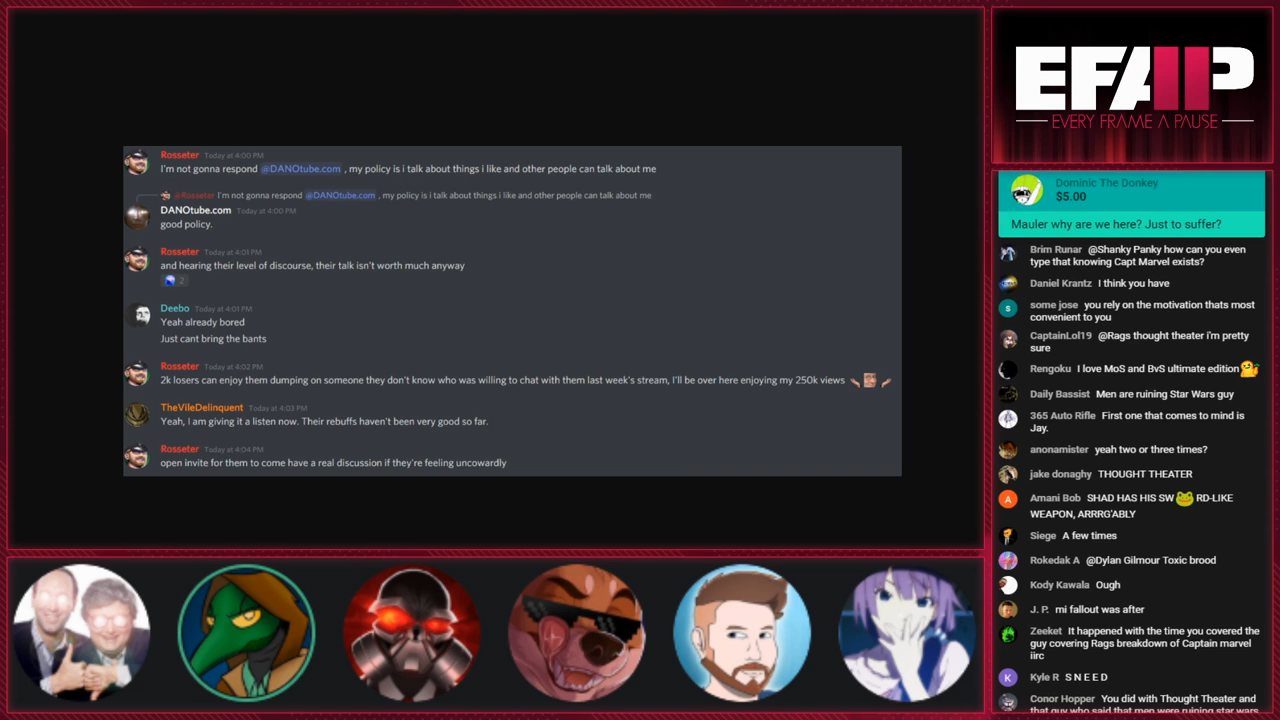 Rosseter Today at 4:00 PM
I'm not gonna respond @DANOtube.com , my policy is i talk about things i like and other people can talk about me
@Rosseter I'm not gonna respond @DANOtube.com , my policy is i talk about things i like and other people can talk about me
DANOtube.com Today at 4:00 PM
good policy.
Rosseter Today at 4:01 PM
and hearing their level of discourse, their talk isn't worth much anyway
2
Deebo Today at 4:01 PM
Yeah already bored
Just cant bring the bants
Rosseter Today at 4:02 PM
2k losers can enjoy them dumping on someone they don't know who was willing to chat with them last week's stream, I'll be over here enjoying my 250k views
TheVileDelinquent Today at 4:03 PM
Yeah, I am giving it a listen now. Their rebuffs haven't been very good so far.
Rosseter Today at 4:04 PM
open invite for them to come have a real discussion if they're feeling uncowardly
EFAP
EVERY FRAME A PAUSE
Dominic The Donkey
$5.00
Mauler why are we here? Just to suffer?
Brim Runar @Shanky Panky how can you even
type that knowing Capt Marvel exists?
Daniel Krantz I think you have
S
some jose you rely on the motivation thats most
convenient to you
CaptainLol19 @Rags thought theater i'm pretty
sure
Rengoku I love MoS and BvS ultimate edition
Daily Bassist Men are ruining Star Wars guy
365 Auto Rifle First one that comes to mind is
Jay.
anonamister yeah two or three times?
jake donaghy THOUGHT THEATER
A
Amani Bob SHAD HAS HIS SW RD-LIKE
WEAPON, ARRRG'ABLY
Siege A few times
Rokedak A @Dylan Gilmour Toxic brood
Kody Kawala Ough
J. P. mi fallout was after
Zeeket It happened with the time you covered the
guy covering Rags breakdown of Captain marvel
iirc
K
Kyle R S N E E D
Conor Hopper You did with Thought Theater and
that guy who said that men were ruining star wars